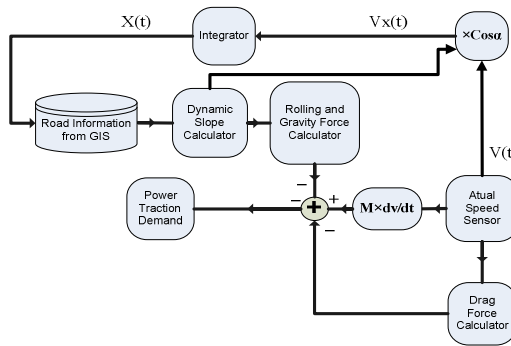 X(t)
Vx(t)
Integrator
×Cosα
Road Information
from GIS
Dynamic
Slope
Calculator
Rolling and
Gravity Force
Calculator
V(t
Power
Traction
Demand
−
−
+
+
−
M×dv/dt
Atual
Speed
Sensor
Drag
Force
Calculator